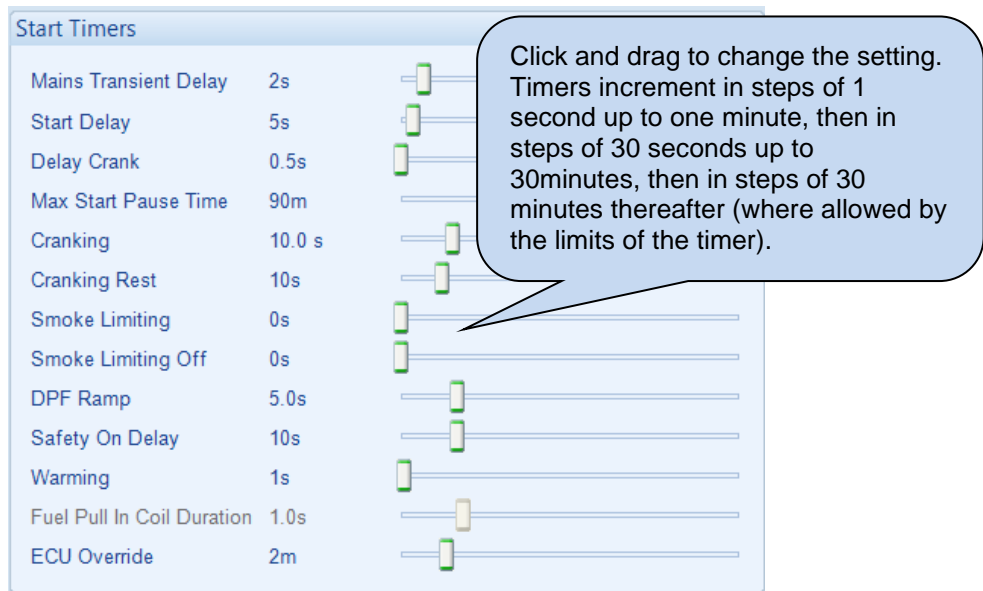 Start Timers
Click and drag to change the setting.
Timers increment in steps of 1
second up to one minute, then in
steps of 30 seconds up to
30minutes, then in steps of 30
minutes thereafter (where allowed by
the limits of the timer).
Mains Transient Delay 2s
Start Delay 5s
Delay Crank 0.5s
Max Start Pause Time 90m
Cranking 10.0 s
Cranking Rest 10s
Smoke Limiting 0s
Smoke Limiting Off 0s
DPF Ramp 5.0s
Safety On Delay 10s
Warming 1s
Fuel Pull In Coil Duration 1.0s
ECU Override 2m